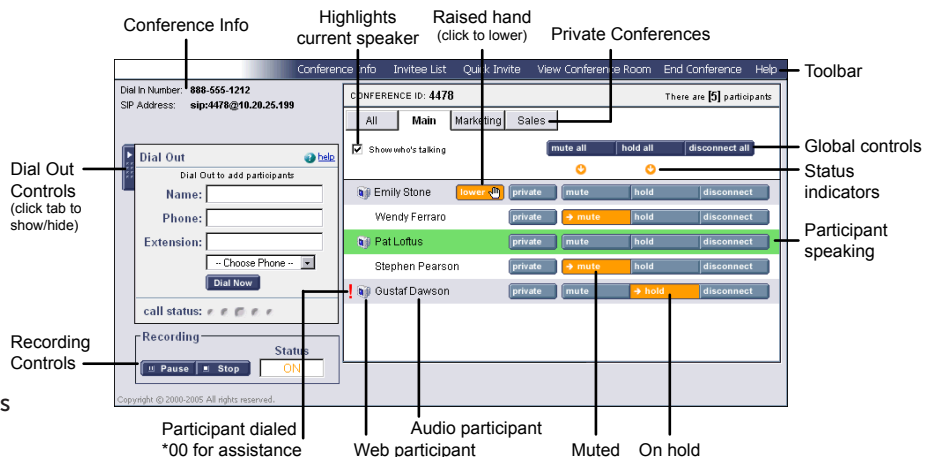 Conference Info
Highlights
current speaker
Raised hand
(click to lower)
Private Conferences
Conference Info Invitee List Quick Invite View Conference Room End Conference Help
Toolbar
Dial In Number: 888-555-1212
SIP Address: sip:4478@10.20.25.199
CONFERENCE ID: 4478
There are [5] participants
All Main Marketing Sales
Show who's talking
mute all hold all disconnect all
Global controls
Status
indicators
Dial Out
Controls
(click tab to
show/hide)
Dial Out help
Dial Out to add participants
Name:
Phone:
Extension:
-- Choose Phone --
Dial Now
call status:
Emily Stone lower private mute hold disconnect
Wendy Ferraro private mute hold disconnect
Pat Loftus private mute hold disconnect
Stephen Pearson private mute hold disconnect
Gustaf Dawson private mute hold disconnect
Participant
speaking
Recording
Controls
Recording
Status
Pause Stop ON
Copyright © 2000-2005 All rights reserved.
s
Participant dialed
*00 for assistance
Web participant
Audio participant
Muted
On hold